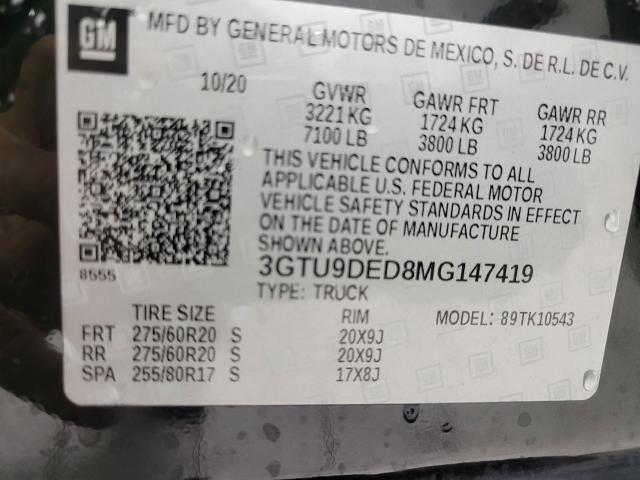 GM
MFD BY GENERAL MOTORS DE MEXICO, S. DE R.L. DE C.V.
10/20 GVWR GAWR FRT GAWR RR
3221 KG 1724 KG 1724 KG
7100 LB 3800 LB 3800 LB
THIS VEHICLE CONFORMS TO ALL
APPLICABLE U.S. FEDERAL MOTOR
VEHICLE SAFETY STANDARDS IN EFFECT
ON THE DATE OF MANUFACTURE
SHOWN ABOVE.
8555 3GTU9DED8MG147419
TYPE: TRUCK
TIRE SIZE RIM MODEL: 89TK10543
FRT 275/60R20 S 20X9J
RR 275/60R20 S 20X9J
SPA 255/80R17 S 17X8J